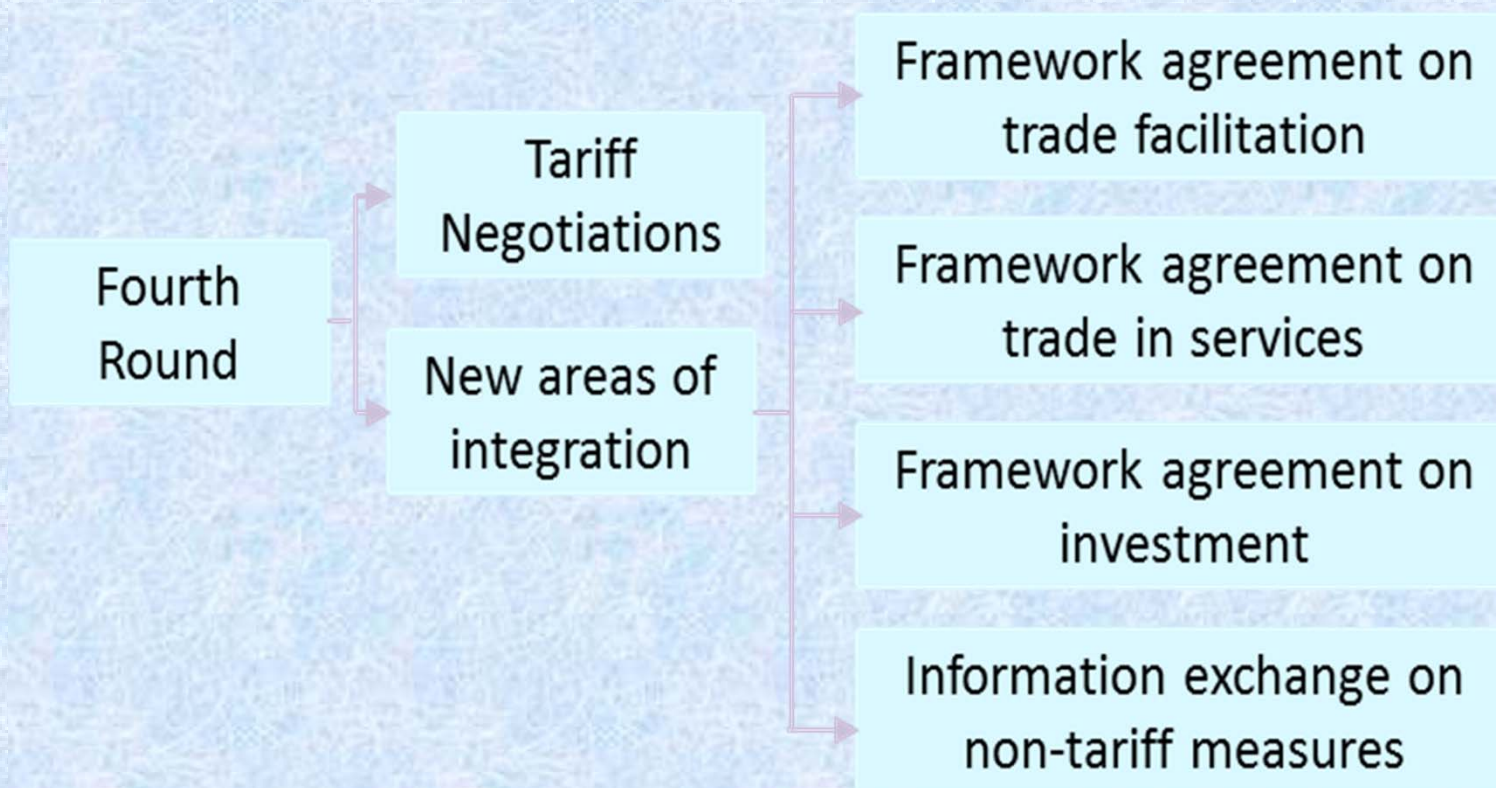 Fourth
Round
Tariff
Negotiations
New areas of
integration
Framework agreement on
trade facilitation
Framework agreement on
trade in services
Framework agreement on
investment
Information exchange on
non-tariff measures